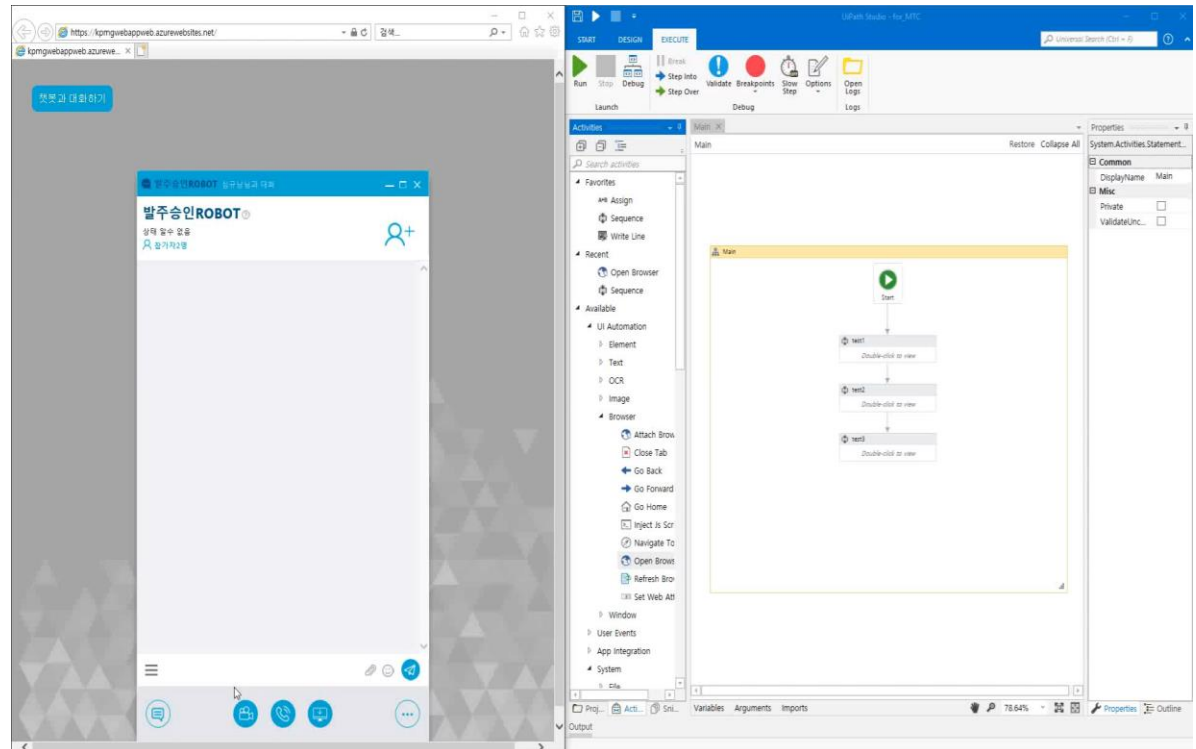 https://kpmgwebappweb.azurewebsites.net/
검색...
kpmgwebappweb.azurewe...
챗봇과 대화하기
발주승인ROBOT
발주승인ROBOT
상태 알수 없음
참가자2명
UiPath Studio - for_MTC
START DESIGN EXECUTE
Universal Search (Ctrl + F)
Run Stop Debug
Break
Step Into
Step Over
Validate Breakpoints Slow Step Options
Open Logs
Launch Debug Logs
Activities
Search activities
Favorites
Assign
Sequence
Write Line
Recent
Open Browser
Sequence
Available
UI Automation
Element
Text
OCR
Image
Browser
Attach Brow
Close Tab
Go Back
Go Forward
Go Home
Inject Js Scr
Navigate To
Open Brows
Refresh Brow
Set Web Att
Window
User Events
App Integration
System
File
Proj... Acti... Sni...
Main
Main Restore Collapse All
Main
Start
test1
Double-click to view
test2
Double-click to view
test3
Double-click to view
Variables Arguments Imports
78.64%
Properties
System.Activities.Statement...
Common
DisplayName Main
Misc
Private
ValidateUnc...
Properties Outline
Output